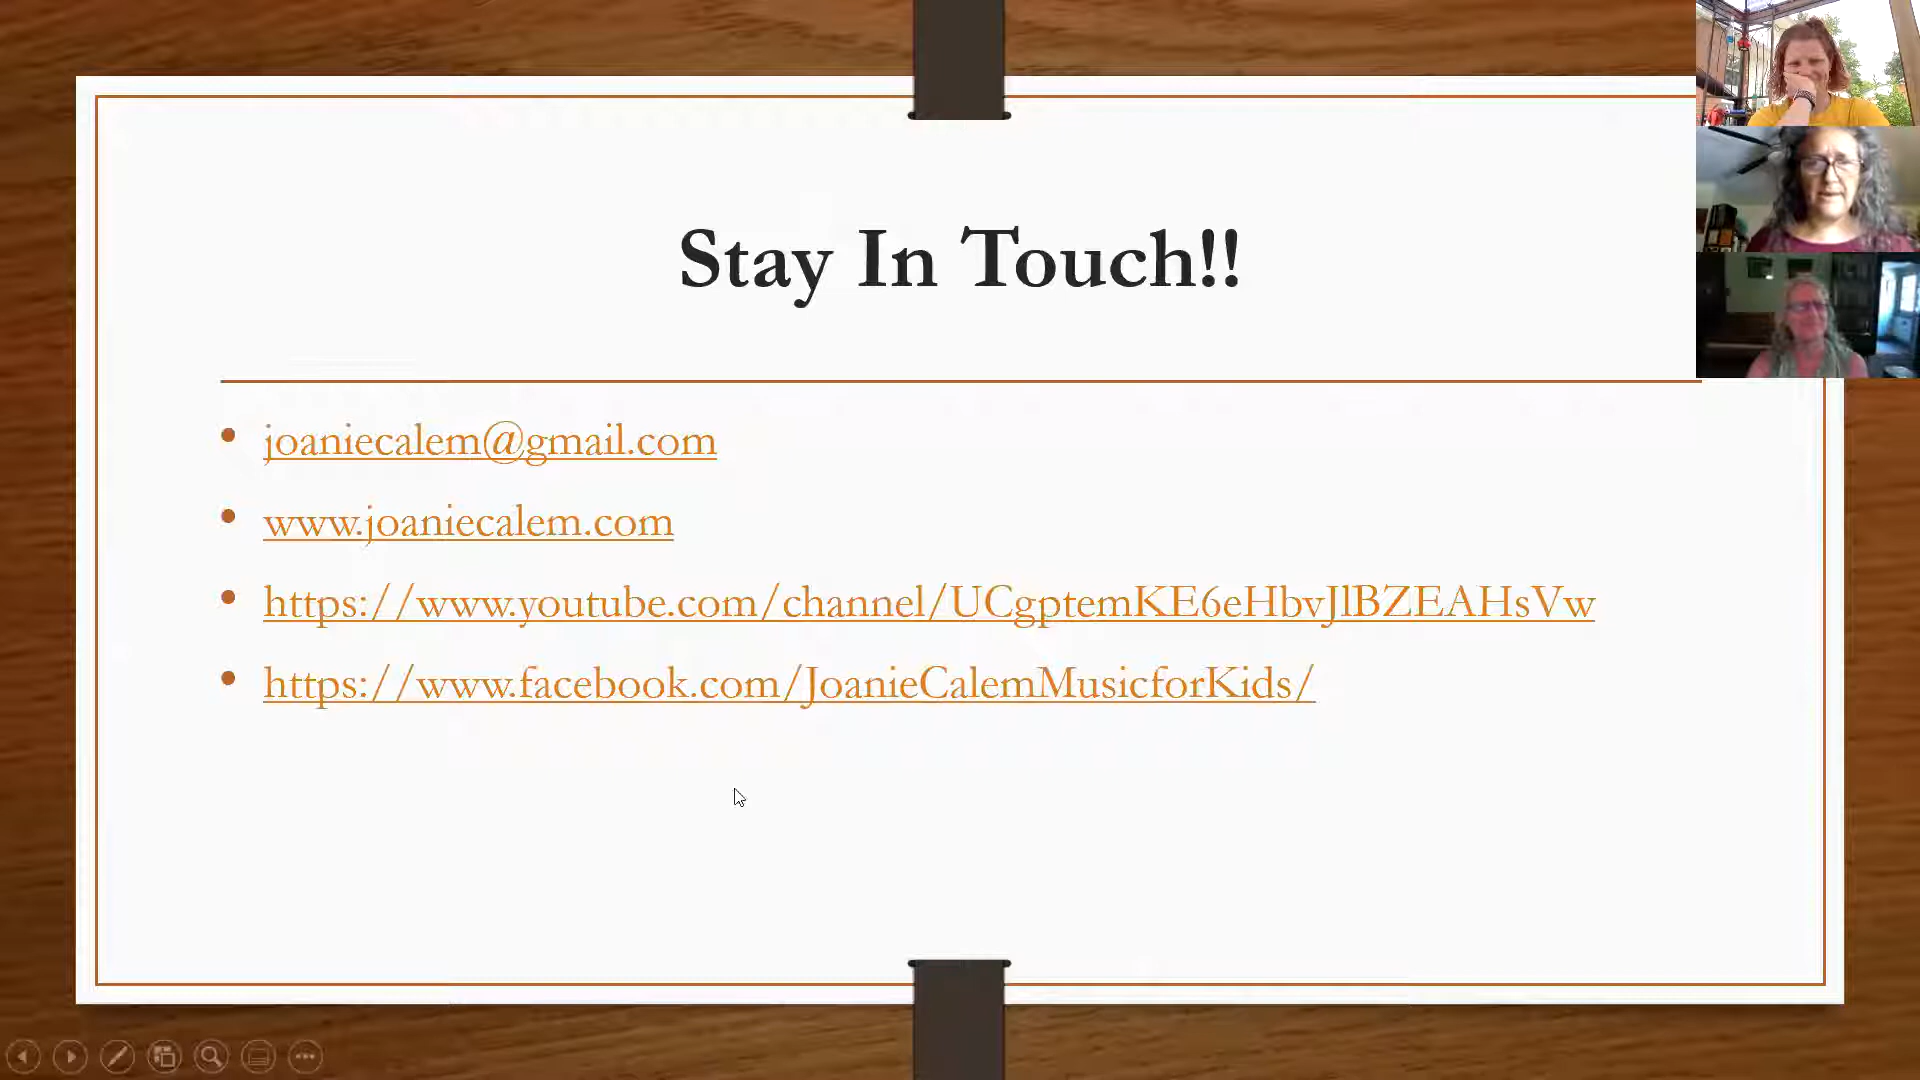 Stay In Touch!!
joaniecalem@gmail.com
www.joaniecalem.com
https://www.youtube.com/channel/UCgptemKE6eHbvJlBZEAHsVw
https://www.facebook.com/JoanieCalemMusicforKids/